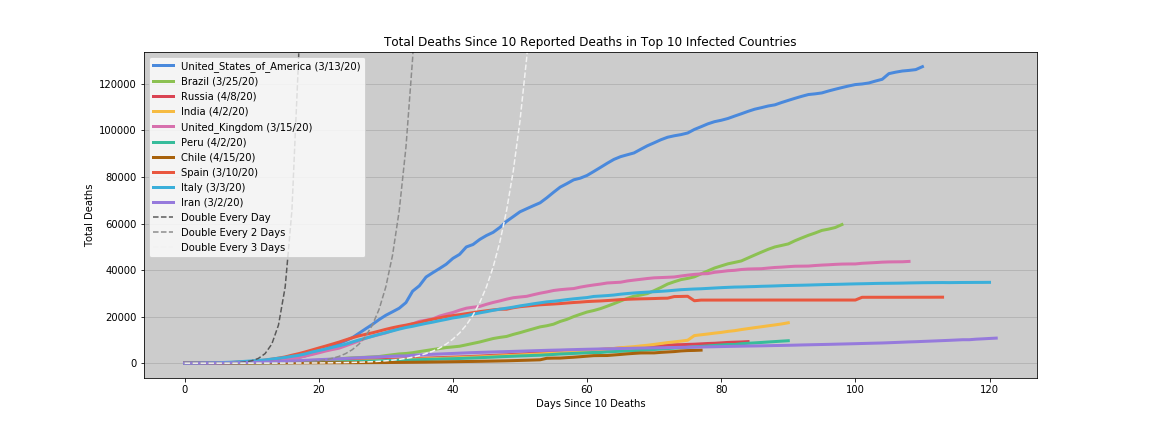 Total Deaths Since 10 Reported Deaths in Top 10 Infected Countries
United_States_of_America (3/13/20)
Brazil (3/25/20)
Russia (4/8/20)
India (4/2/20)
United_Kingdom (3/15/20)
Peru (4/2/20)
Chile (4/15/20)
Spain (3/10/20)
Italy (3/3/20)
Iran (3/2/20)
Double Every Day
Double Every 2 Days
Double Every 3 Days
Total Deaths
120000
100000
80000
60000
40000
20000
0
0 20 40 60 80 100 120
Days Since 10 Deaths